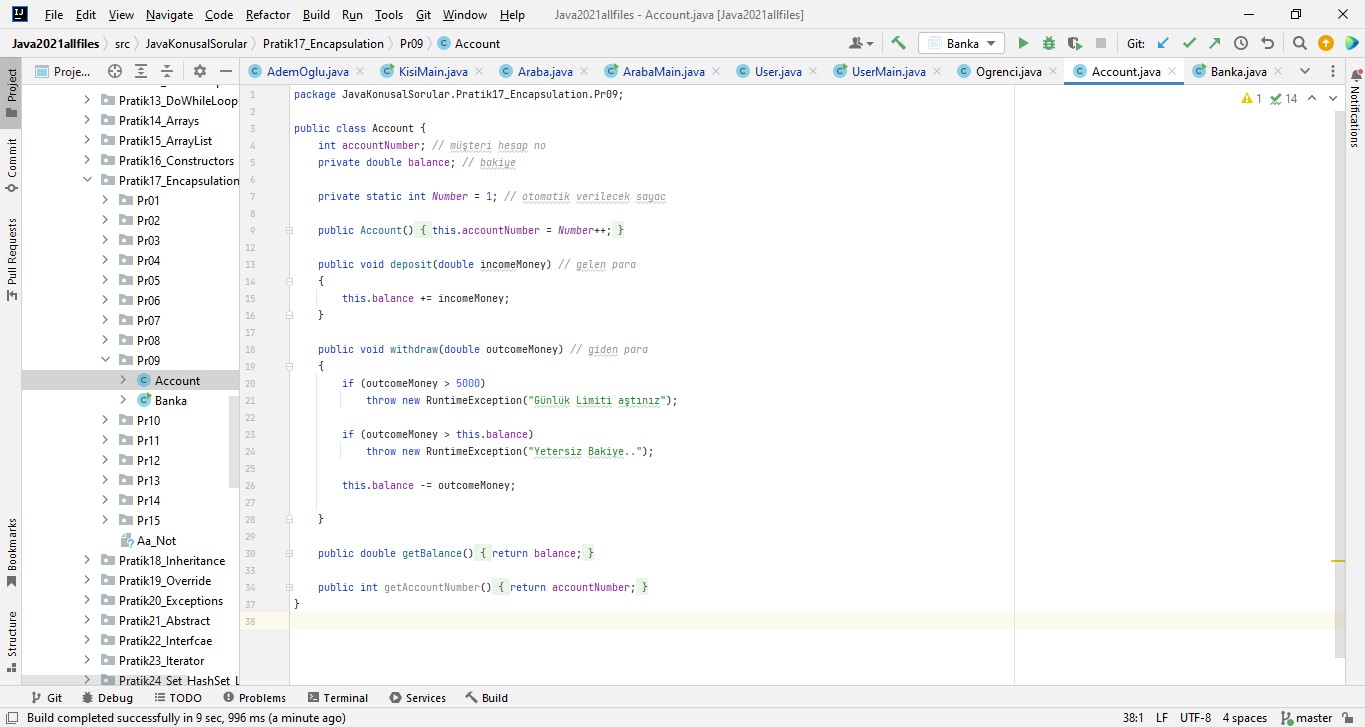 File Edit View Navigate Code Refactor Build Run Tools Git Window Help Java2021allfiles - Account.java [Java2021allfiles]
Java2021allfiles src JavaKonusalSorular Pratik17_Encapsulation Pr09 Account Banka Git:
Proje... AdemOglu.java KisiMain.java Araba.java ArabaMain.java User.java UserMain.java Ogrenci.java Account.java Banka.java
Project
Commit
Pull Requests
Bookmarks
Structure
Pratik13_DoWhileLoop
Pratik14_Arrays
Pratik15_ArrayList
Pratik16_Constructors
Pratik17_Encapsulation
Pr01
Pr02
Pr03
Pr04
Pr05
Pr06
Pr07
Pr08
Pr09
Account
Banka
Pr10
Pr11
Pr12
Pr13
Pr14
Pr15
Aa_Not
Pratik18_Inheritance
Pratik19_Override
Pratik20_Exceptions
Pratik21_Abstract
Pratik22_Interfcae
Pratik23_Iterator
Pratik24_Set_HashSet_L
1 package JavaKonusalSorular.Pratik17_Encapsulation.Pr09;
2
3 public class Account {
4 int accountNumber; // müşteri hesap no
5 private double balance; // bakiye
6
7 private static int Number = 1; // otomatik verilecek sayac
8
9 public Account() { this.accountNumber = Number++; }
12
13 public void deposit(double incomeMoney) // gelen para
14 {
15 this.balance += incomeMoney;
16 }
17
18 public void withdraw(double outcomeMoney) // giden para
19 {
20 if (outcomeMoney > 5000)
21 throw new RuntimeException("Günlük Limiti aştınız");
22
23 if (outcomeMoney > this.balance)
24 throw new RuntimeException("Yetersiz Bakiye..");
25
26 this.balance -= outcomeMoney;
27
28 }
29
30 public double getBalance() { return balance; }
33
34 public int getAccountNumber() { return accountNumber; }
37 }
38
1 14
Notifications
Git Debug TODO Problems Terminal Services Build
Build completed successfully in 9 sec, 996 ms (a minute ago) 38:1 LF UTF-8 4 spaces master